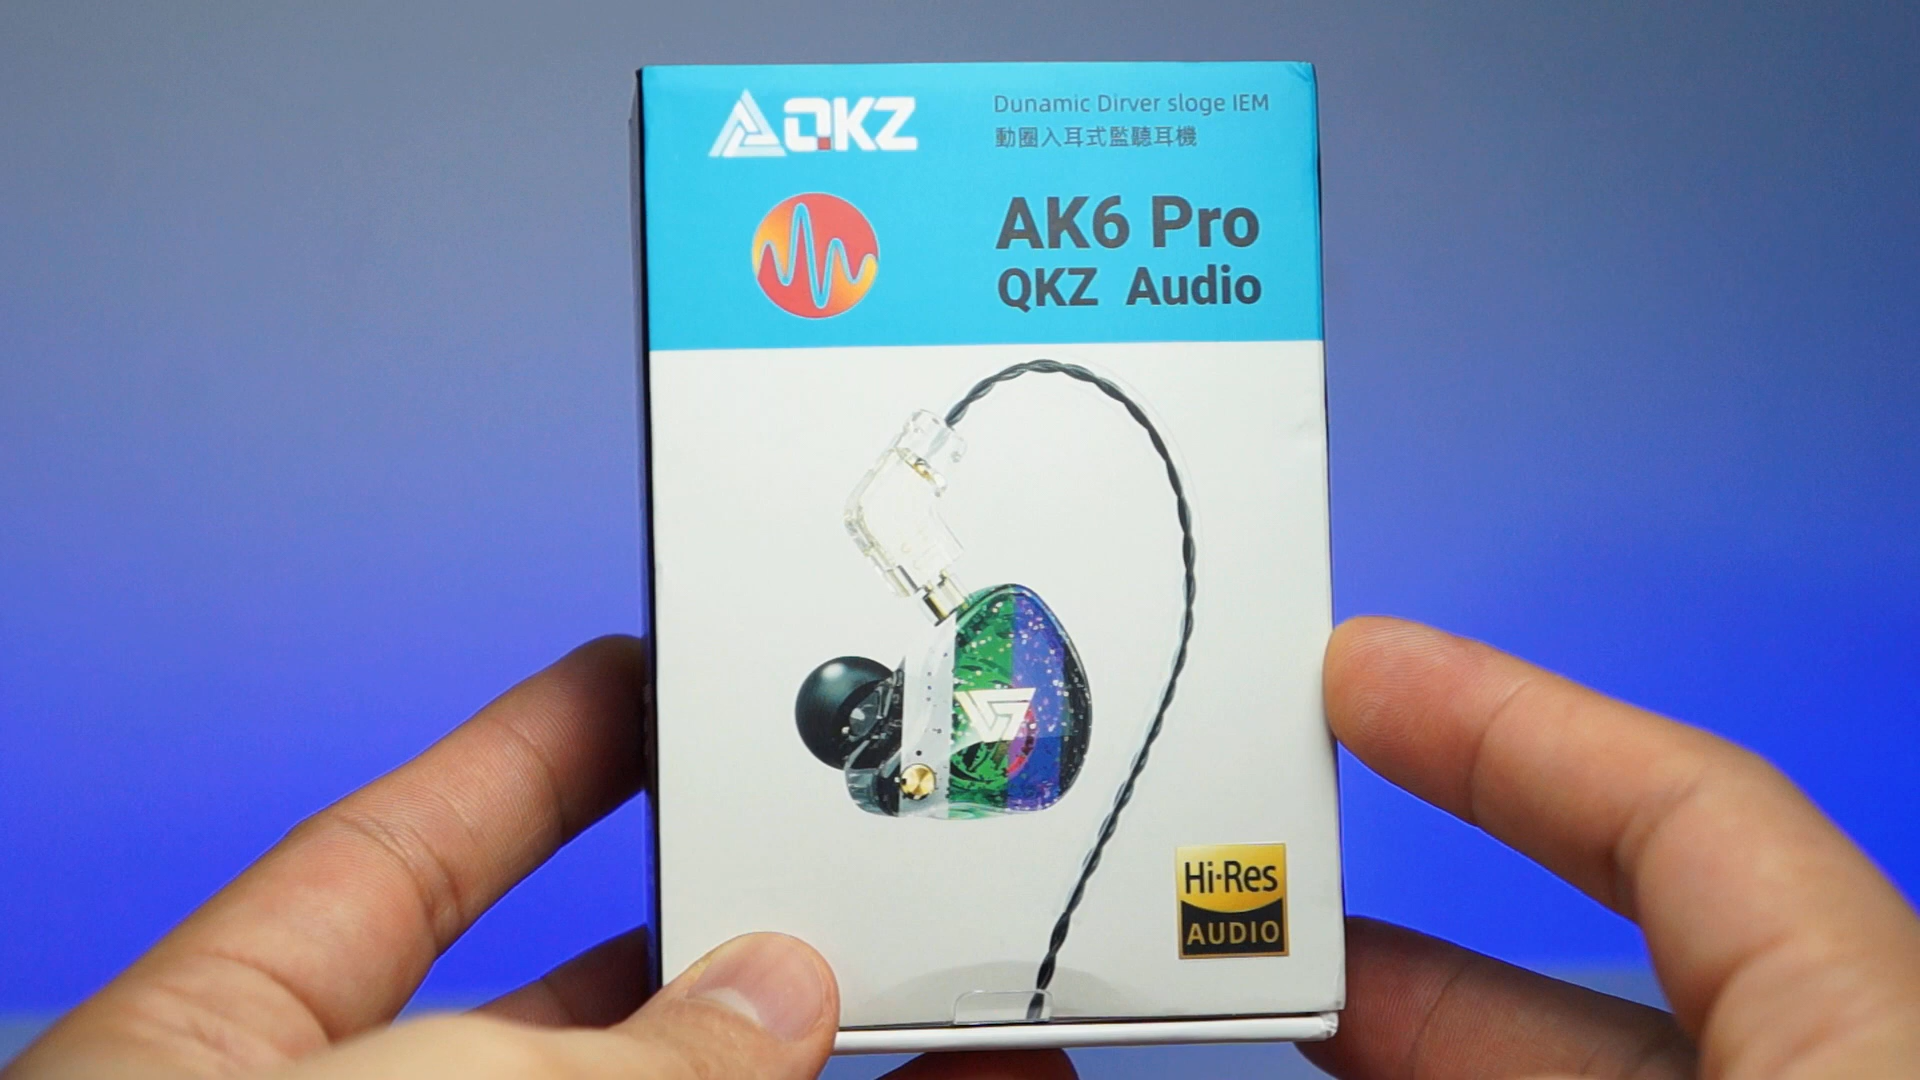 QKZ
Dunamic Dirver sloge IEM
動圈入耳式監聽耳機
AK6 Pro
QKZ Audio
Hi-Res
AUDIO